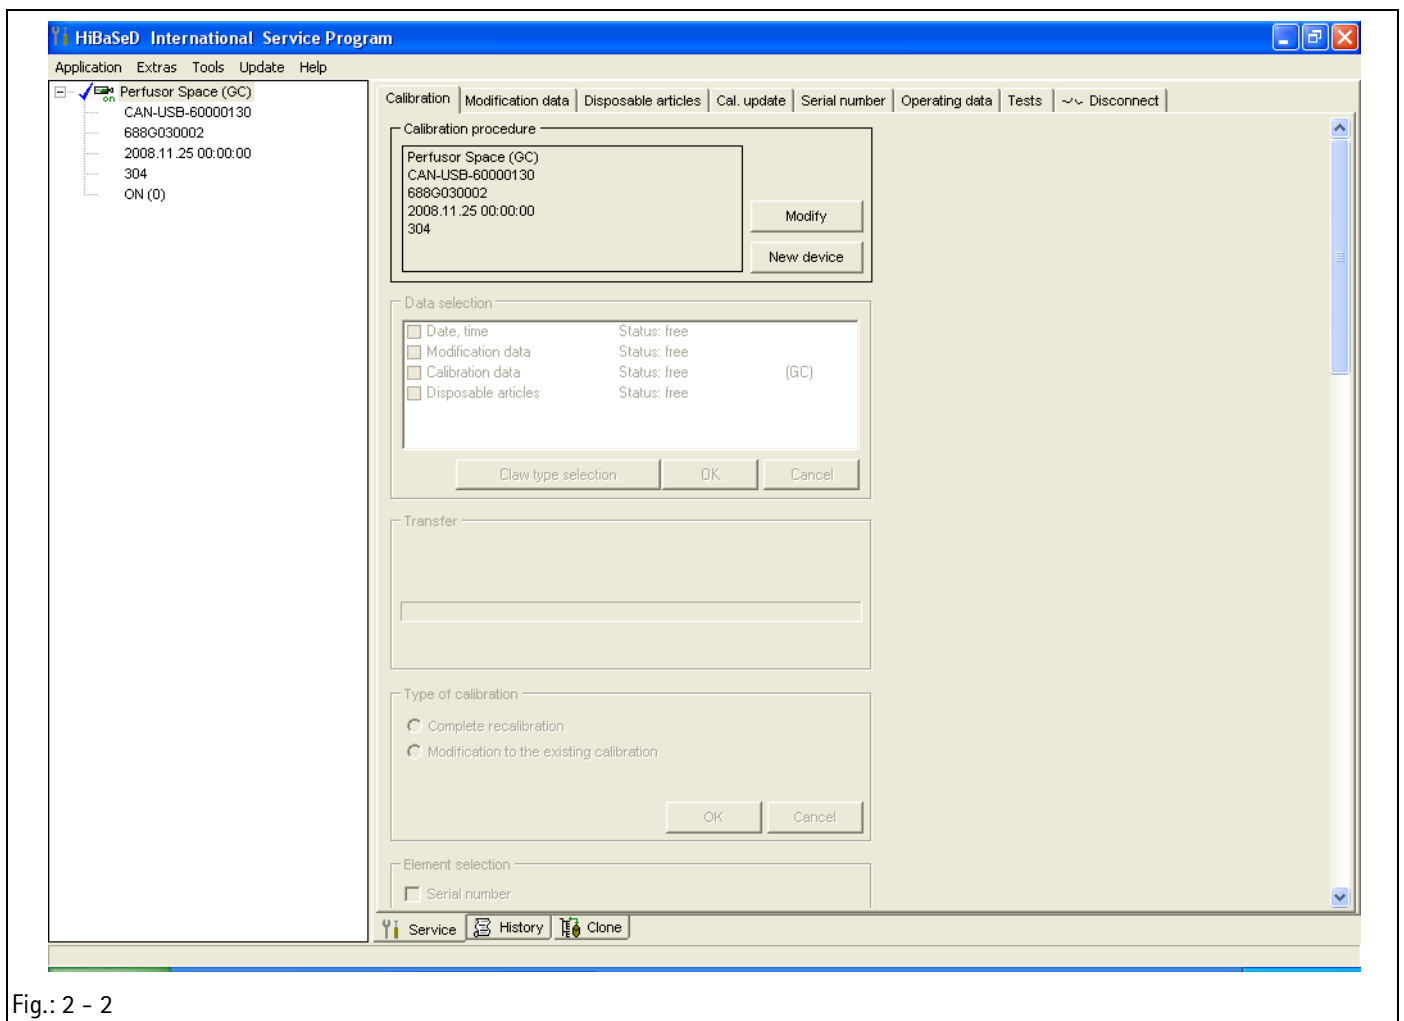 HiBaSeD International Service Program
Application Extras Tools Update Help
Perfusor Space (GC)
on
CAN-USB-60000130
688G030002
2008.11.25 00:00:00
304
ON (0)
Calibration Modification data Disposable articles Cal. update Serial number Operating data Tests Disconnect
Calibration procedure
Perfusor Space (GC)
CAN-USB-60000130
688G030002
2008.11.25 00:00:00
304
Modify
New device
Data selection
Date, time Status: free
Modification data Status: free
Calibration data Status: free (GC)
Disposable articles Status: free
Claw type selection OK Cancel
Transfer
Type of calibration
Complete recalibration
Modification to the existing calibration
OK Cancel
Element selection
Serial number
Service History Clone
Fig.: 2 - 2